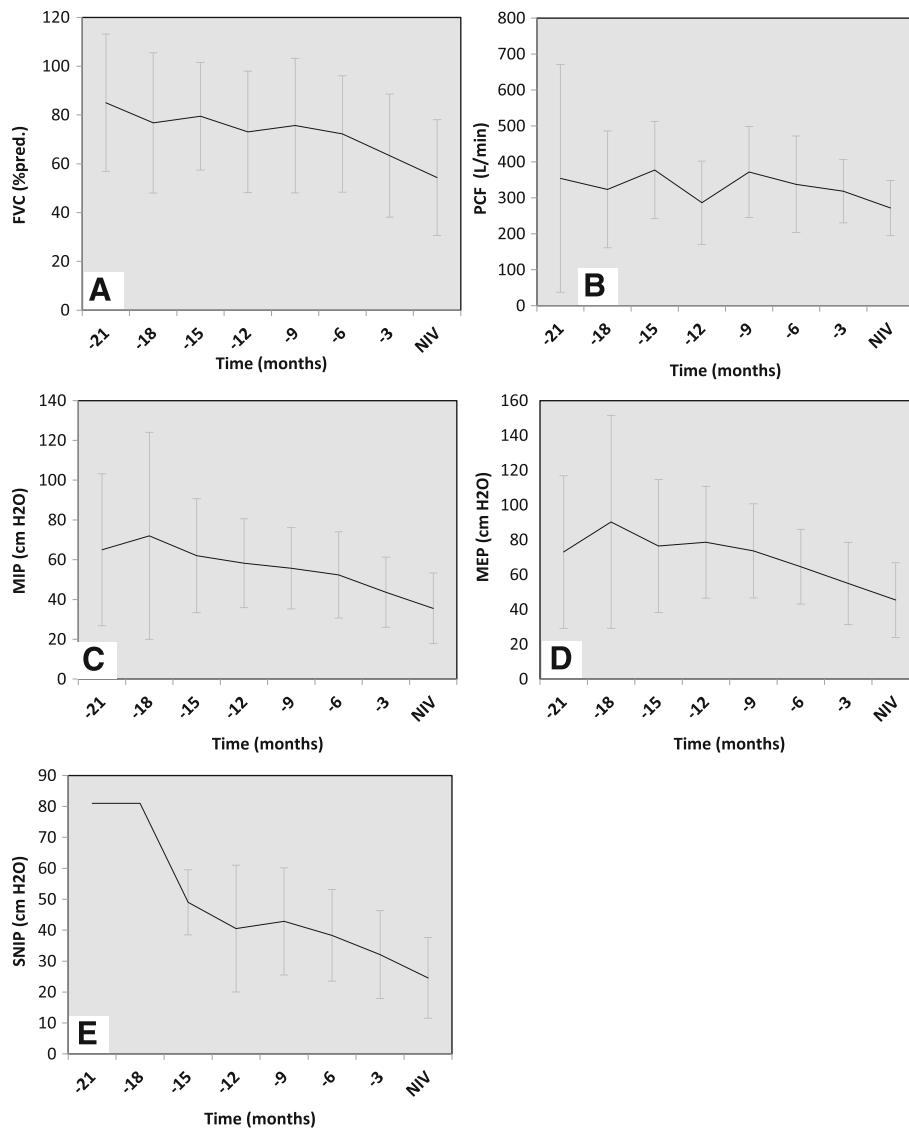 120
100
80
60
40
20
0
FVC (%pred.)
A
-21 -18 -15 -12 -9 -6 -3 NIV
Time (months)
800
700
600
500
400
300
200
100
0
PCF (L/min)
B
-21 -18 -15 -12 -9 -6 -3 NIV
Time (months)
140
120
100
80
60
40
20
0
MIP (cm H2O)
C
-21 -18 -15 -12 -9 -6 -3 NIV
Time (months)
160
140
120
100
80
60
40
20
0
MEP (cm H2O)
D
-21 -18 -15 -12 -9 -6 -3 NIV
Time (months)
90
80
70
60
50
40
30
20
10
0
SNIP (cm H2O)
E
-21 -18 -15 -12 -9 -6 -3 NIV
Time (months)